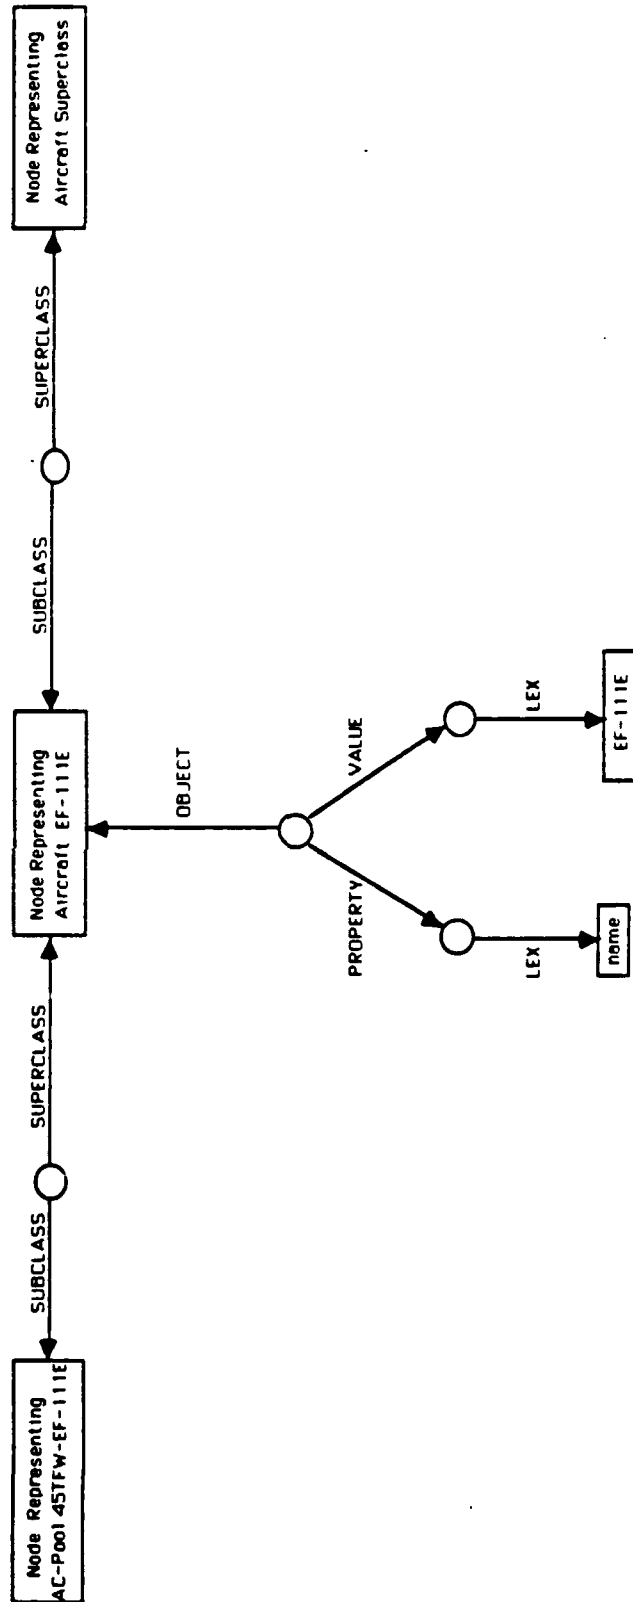 Node Representing
AC-Pool 45TFW-EF-111E
SUBCLASS
SUPERCLASS
Node Representing
Aircraft EF-111E
SUBCLASS
SUPERCLASS
Node Representing
Aircraft Superclass
OBJECT
PROPERTY
VALUE
LEX
LEX
name
EF-111E